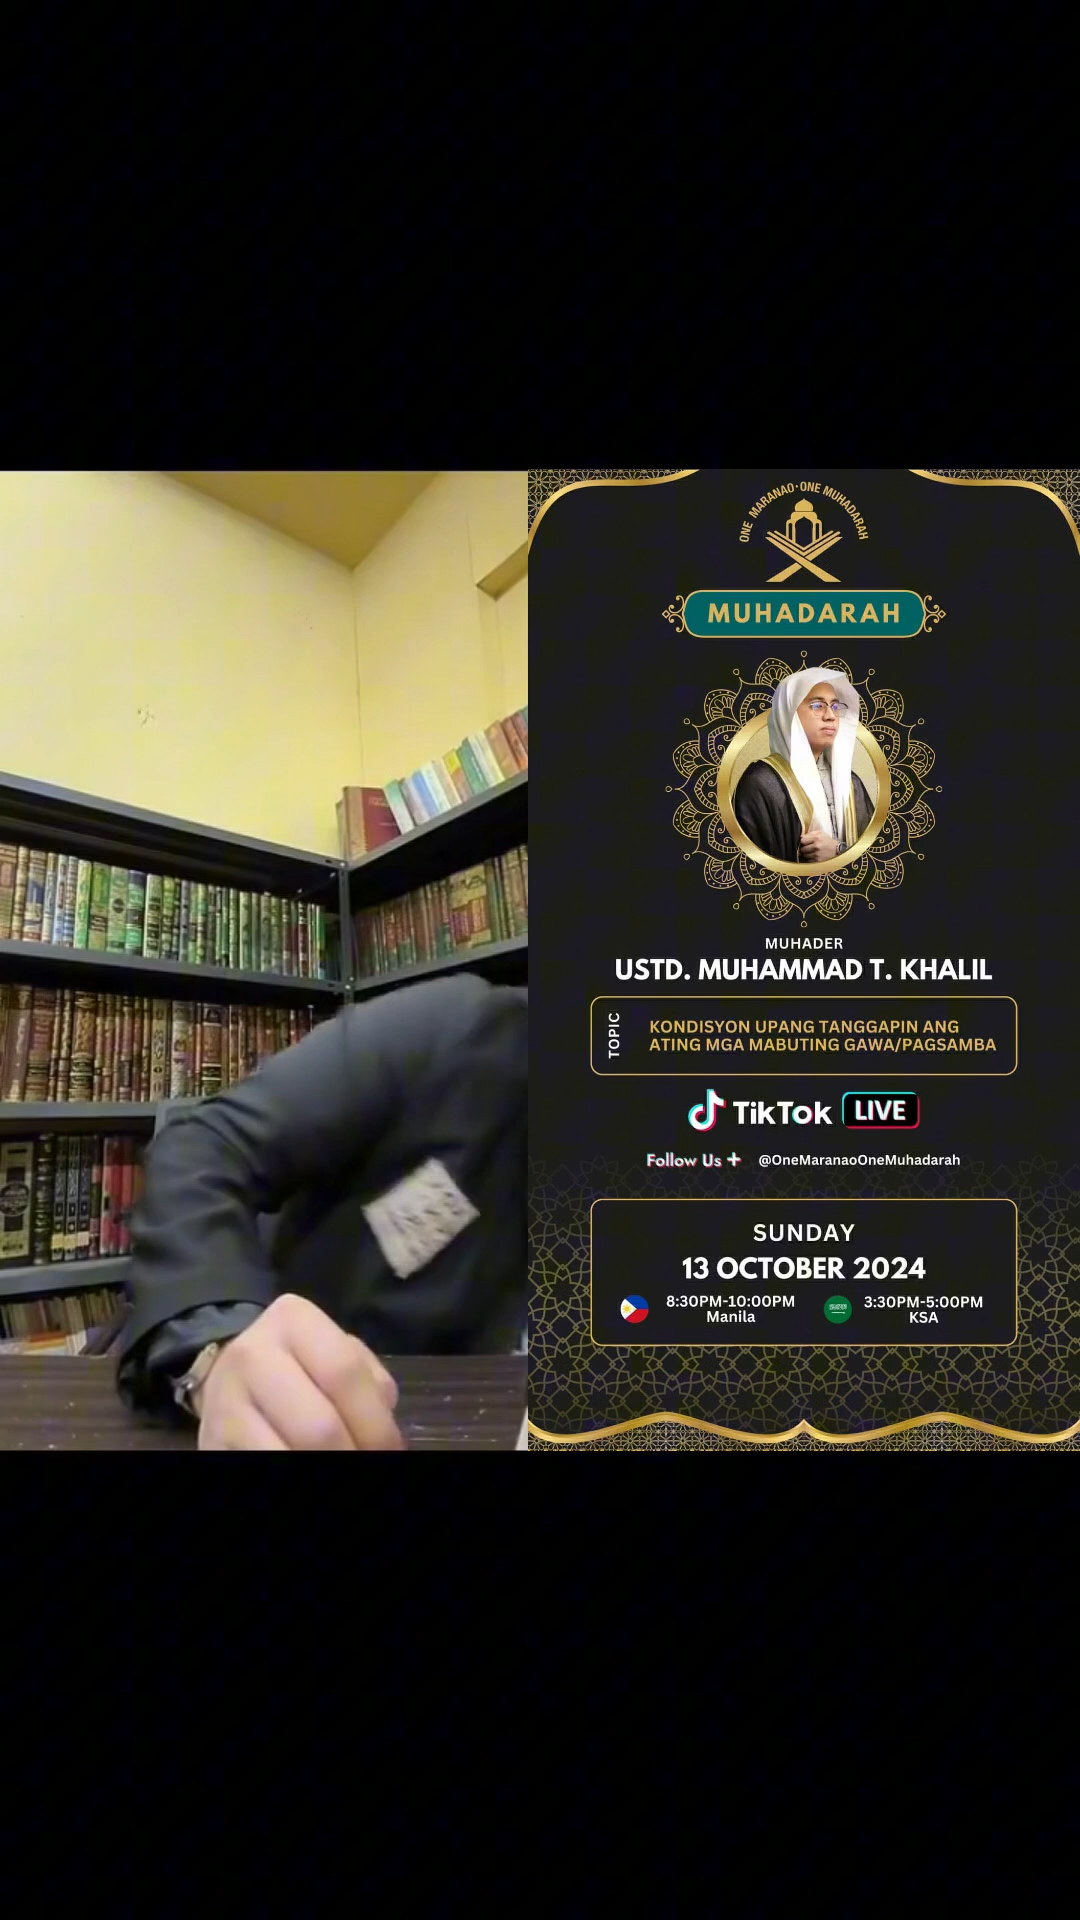 ONE MARANAO·ONE MUHADARAH
MUHADARAH
MUHADER
USTD. MUHAMMAD T. KHALIL
TOPIC
KONDISYON UPANG TANGGAPIN ANG
ATING MGA MABUTING GAWA/PAGSAMBA
TikTok LIVE
Follow Us + @OneMaranaoOneMuhadarah
SUNDAY
13 OCTOBER 2024
8:30PM-10:00PM
Manila
3:30PM-5:00PM
KSA